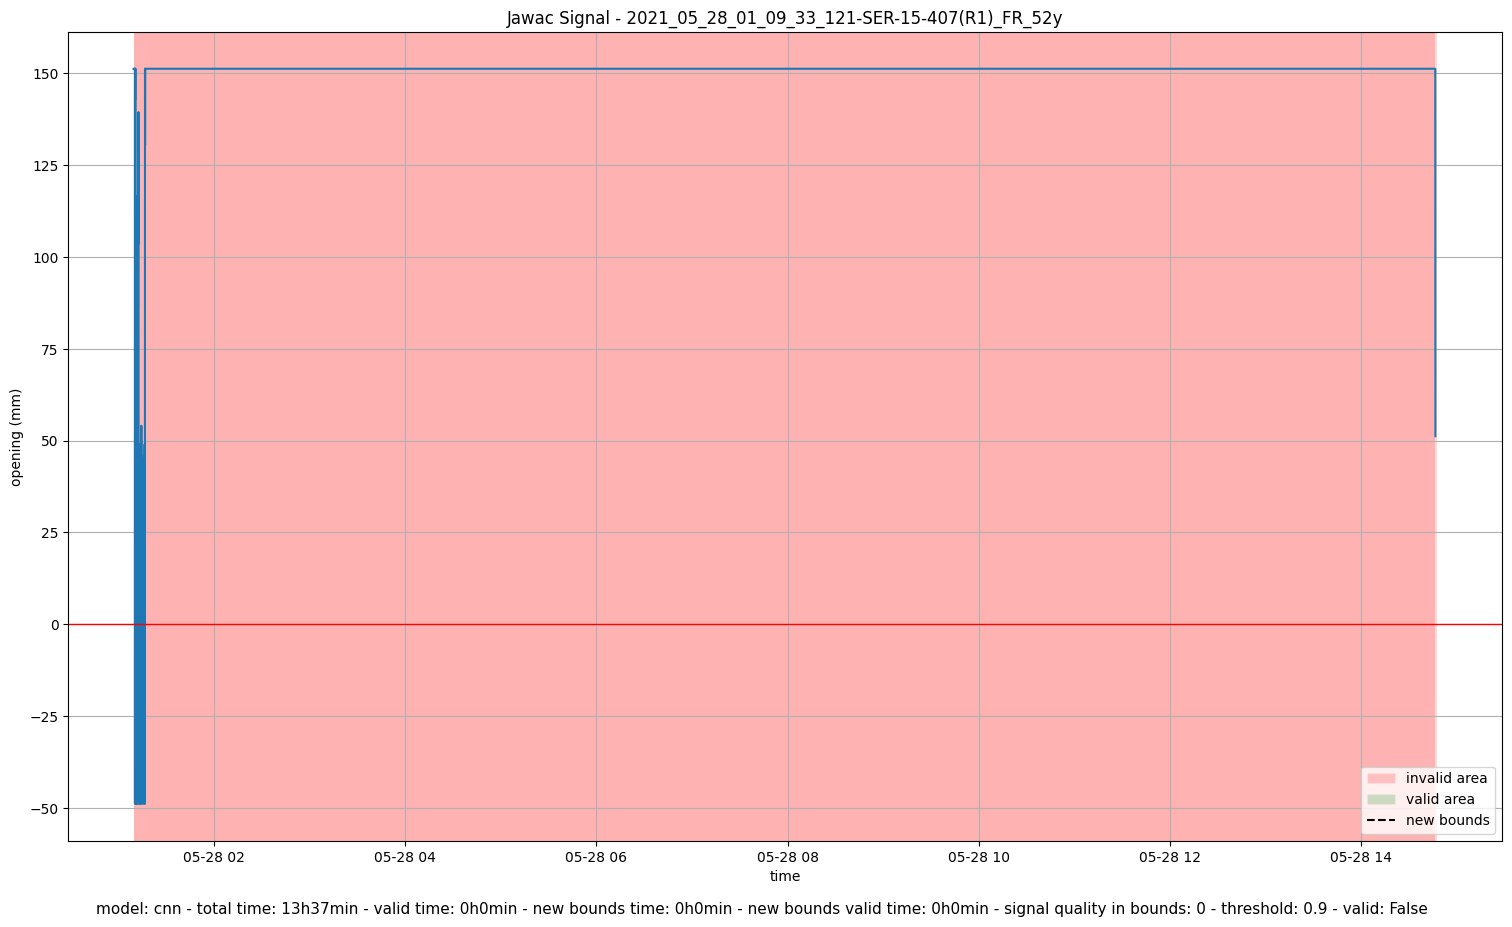 Jawac Signal - 2021_05_28_01_09_33_121-SER-15-407(R1)_FR_52y
150
125
100
75
50
25
0
−25
−50
opening (mm)
05-28 02
05-28 04
05-28 06
05-28 08
05-28 10
05-28 12
05-28 14
time
invalid area
valid area
new bounds
model: cnn - total time: 13h37min - valid time: 0h0min - new bounds time: 0h0min - new bounds valid time: 0h0min - signal quality in bounds: 0 - threshold: 0.9 - valid: False